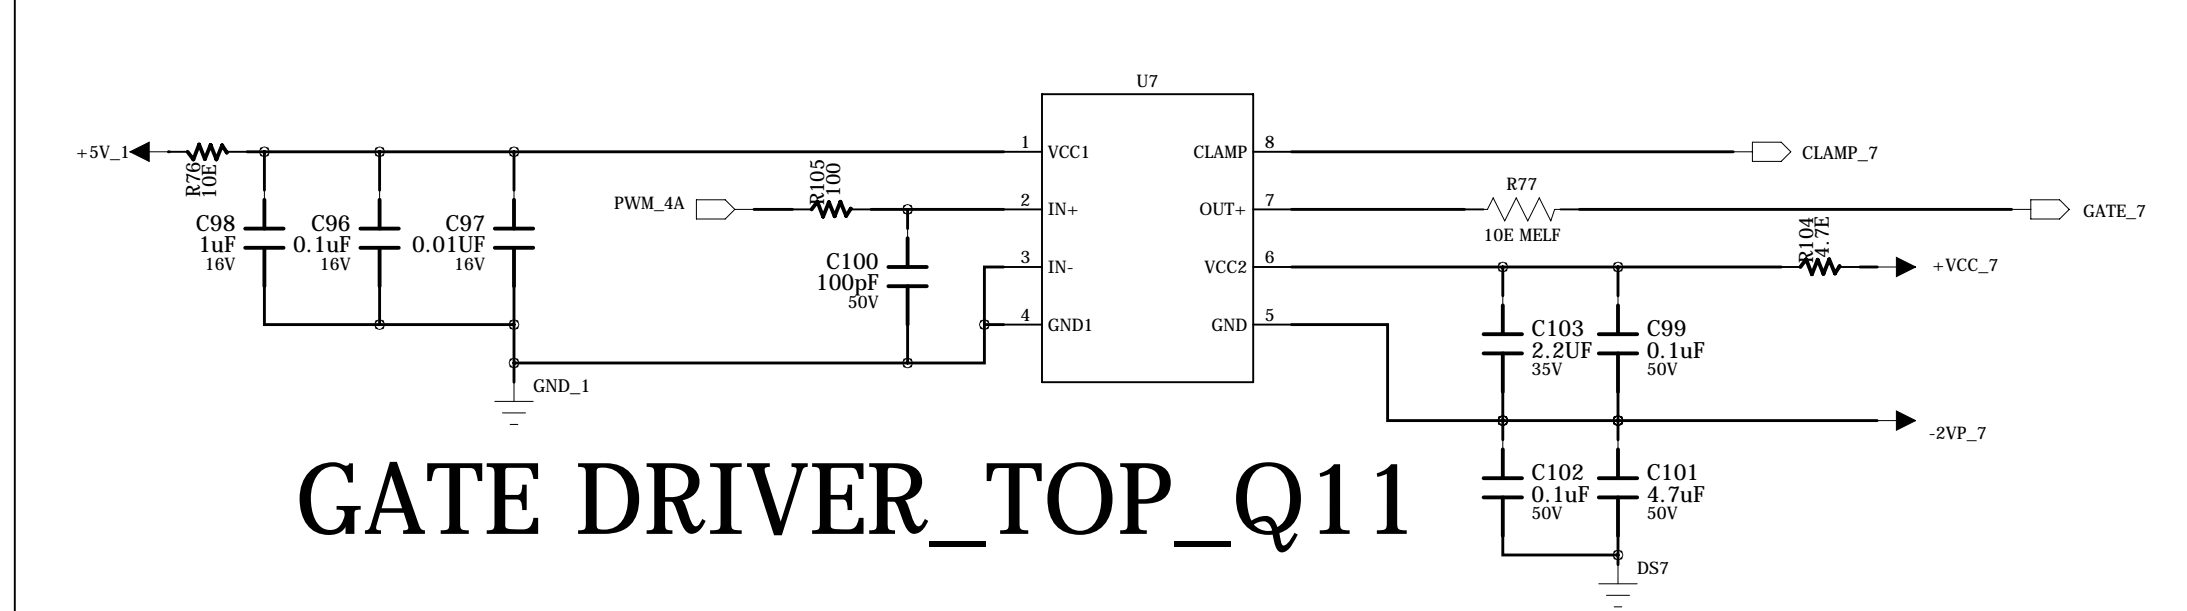 U7
+5V_1
R76
10E
1
VCC1
CLAMP
8
CLAMP_7
PWM_4A
R105
100
2
IN+
OUT+
7
R77
10E MELF
GATE_7
C98
1uF
16V
C96
0.1uF
16V
C97
0.01UF
16V
C100
100pF
50V
3
IN-
VCC2
6
R104
4.7E
+VCC_7
4
GND1
GND
5
C103
2.2UF
35V
C99
0.1uF
50V
GND_1
-2VP_7
GATE DRIVER_TOP_Q11
C102
0.1uF
50V
C101
4.7uF
50V
DS7